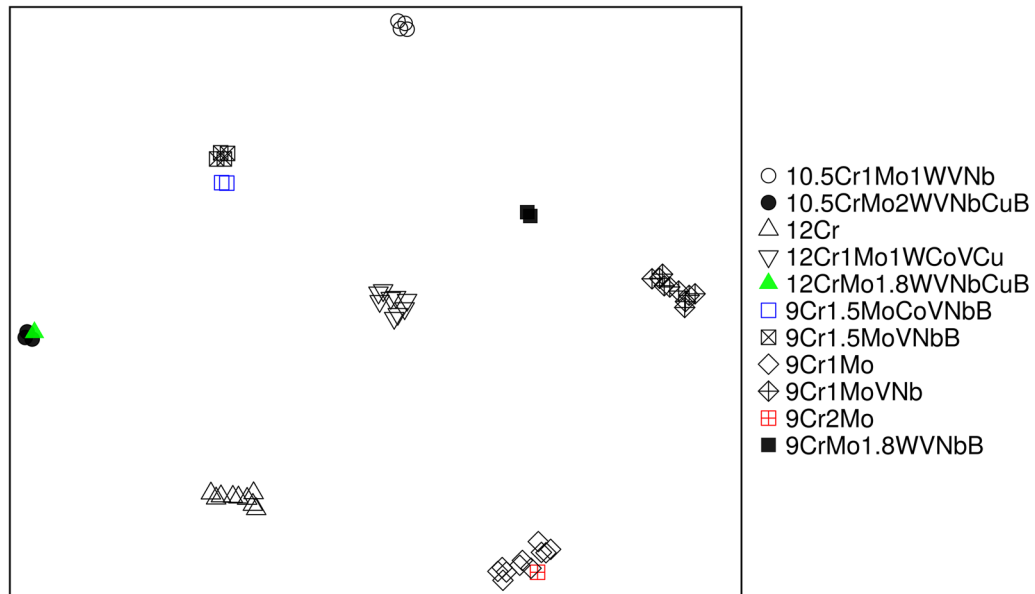 10.5Cr1Mo1WVNb
10.5CrMo2WVNbCuB
12Cr
12Cr1Mo1WCoVCu
12CrMo1.8WVNbCuB
9Cr1.5MoCoVNbB
9Cr1.5MoVNbB
9Cr1Mo
9Cr1MoVNb
9Cr2Mo
9CrMo1.8WVNbB